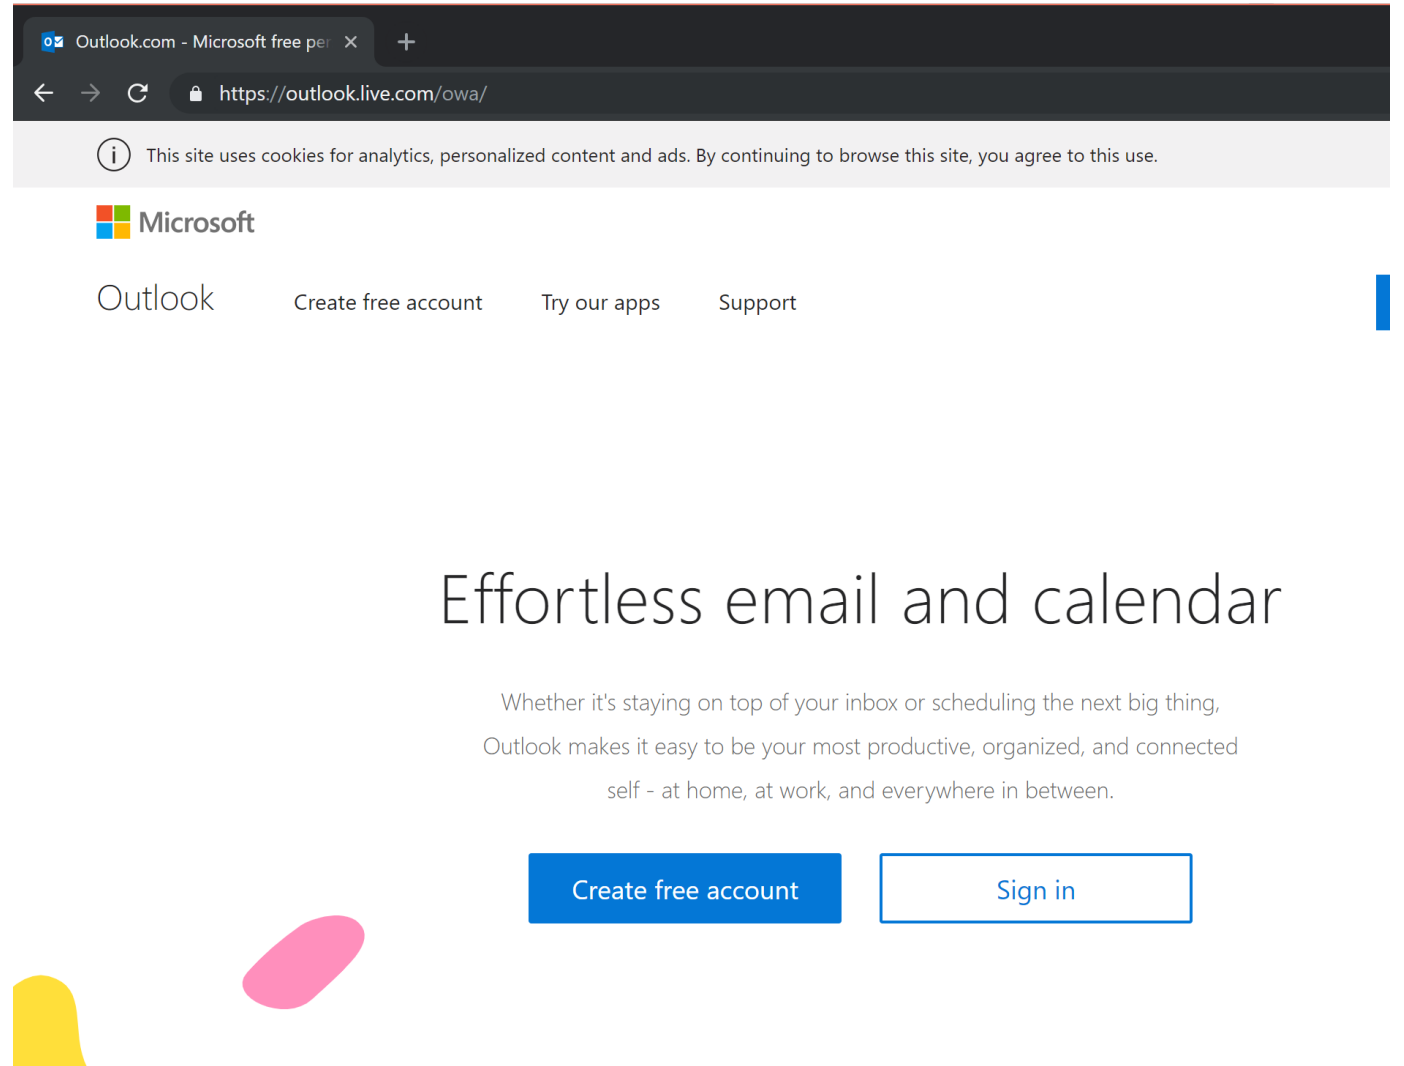 Outlook.com - Microsoft free per
https://outlook.live.com/owa/
This site uses cookies for analytics, personalized content and ads. By continuing to browse this site, you agree to this use.
Microsoft
Outlook Create free account Try our apps Support
Effortless email and calendar
Whether it's staying on top of your inbox or scheduling the next big thing,
Outlook makes it easy to be your most productive, organized, and connected
self - at home, at work, and everywhere in between.
Create free account Sign in